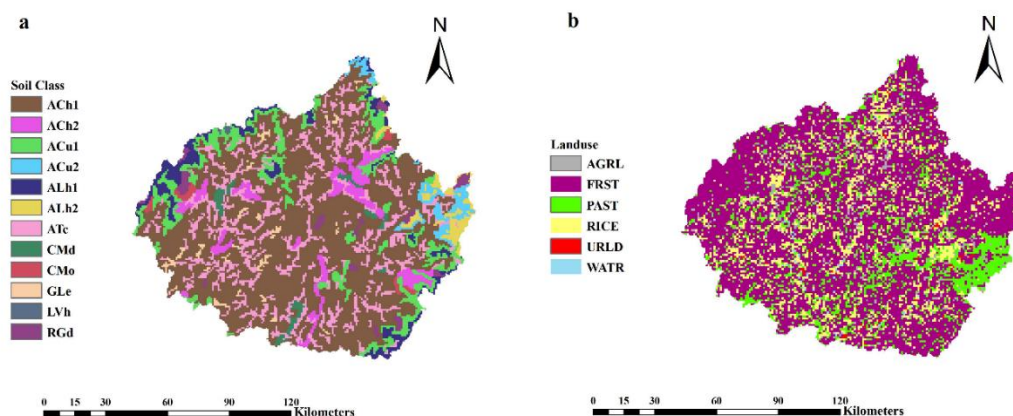 a
N
Soil Class
ACh1
ACh2
ACu1
ACu2
ALh1
ALh2
ATc
CMd
CMo
GLe
LVh
RGd
0 15 30 60 90 120
Kilometers
b
N
Landuse
AGRL
FRST
PAST
RICE
URLD
WATR
0 15 30 60 90 120
Kilometers